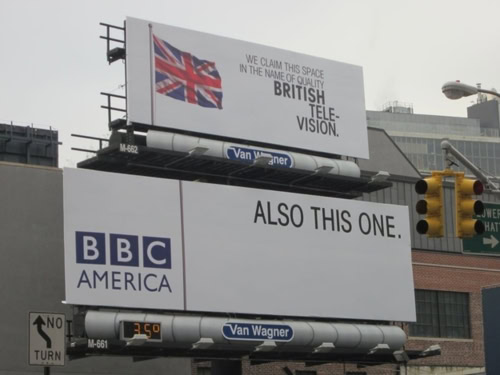 WE CLAIM THIS SPACE
IN THE NAME OF QUALITY
BRITISH
TELE-
VISION.
M-662
Van Wagner
ALSO THIS ONE.
BBC
AMERICA
35°
Van Wagner
M-661
NO
TURN